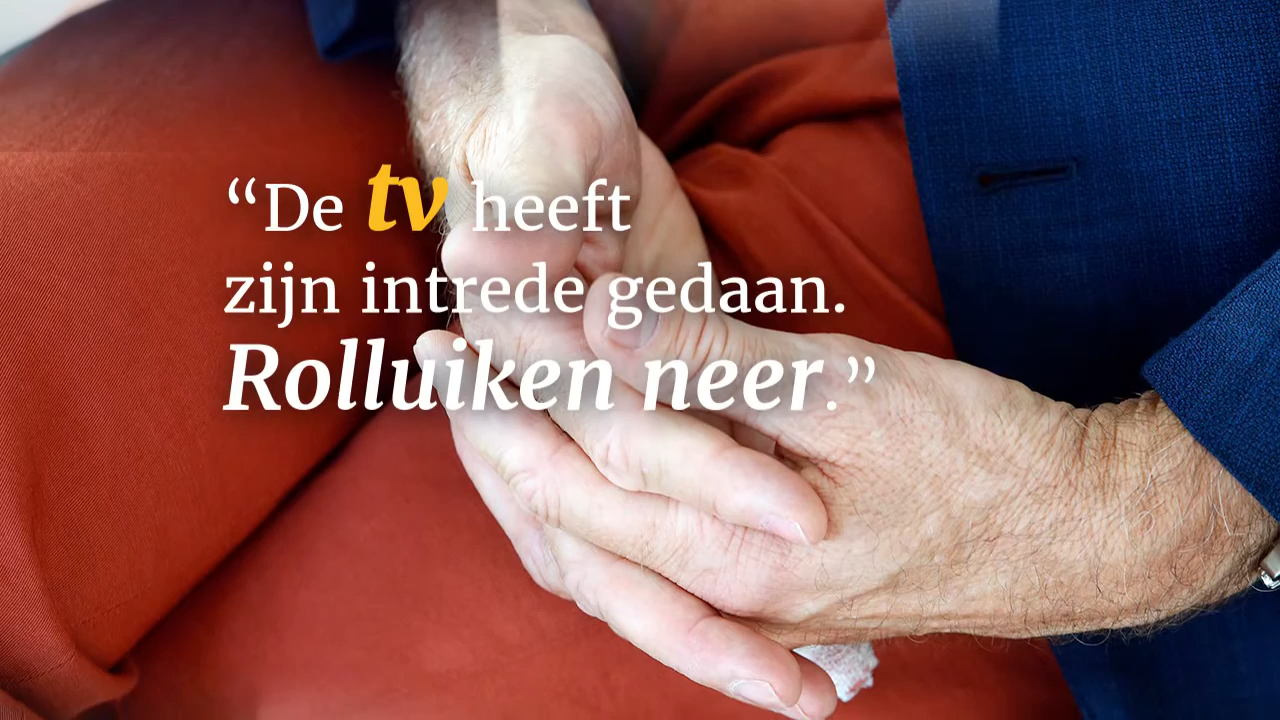 “De tv heeft
zijn intrede gedaan.
Rolluiken neer.”